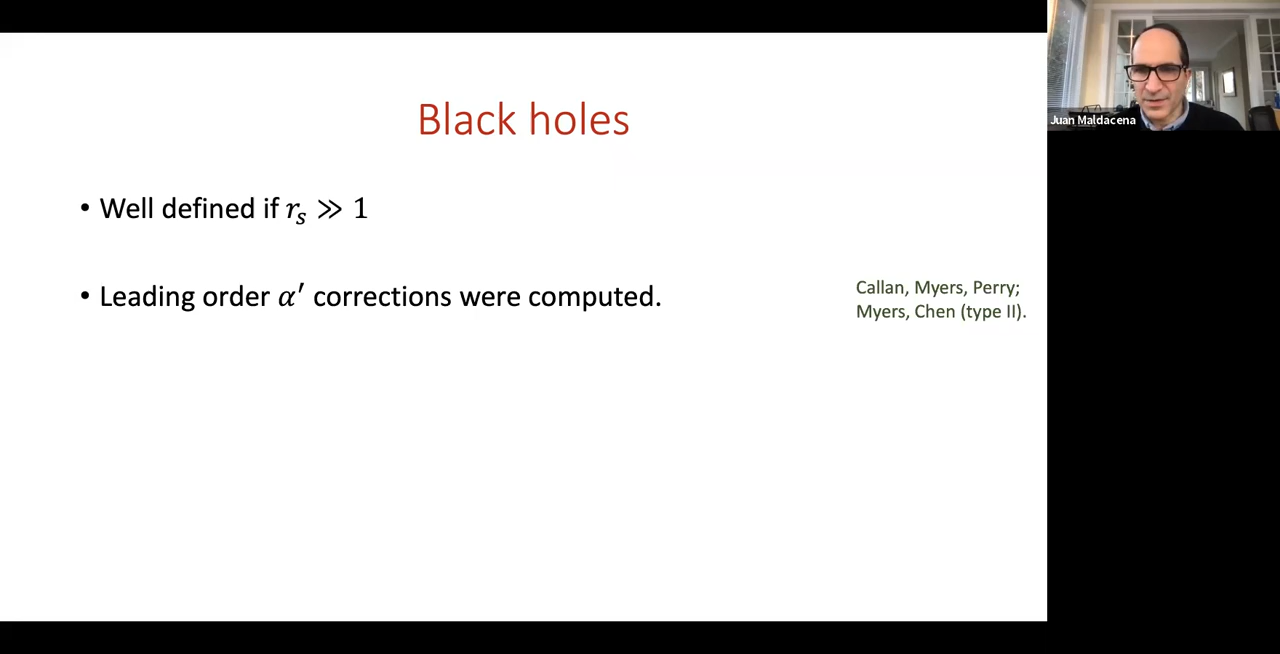 Black holes
Juan Maldacena
• Well defined if r_s ≫ 1
• Leading order α′ corrections were computed.
Callan, Myers, Perry;
Myers, Chen (type II).